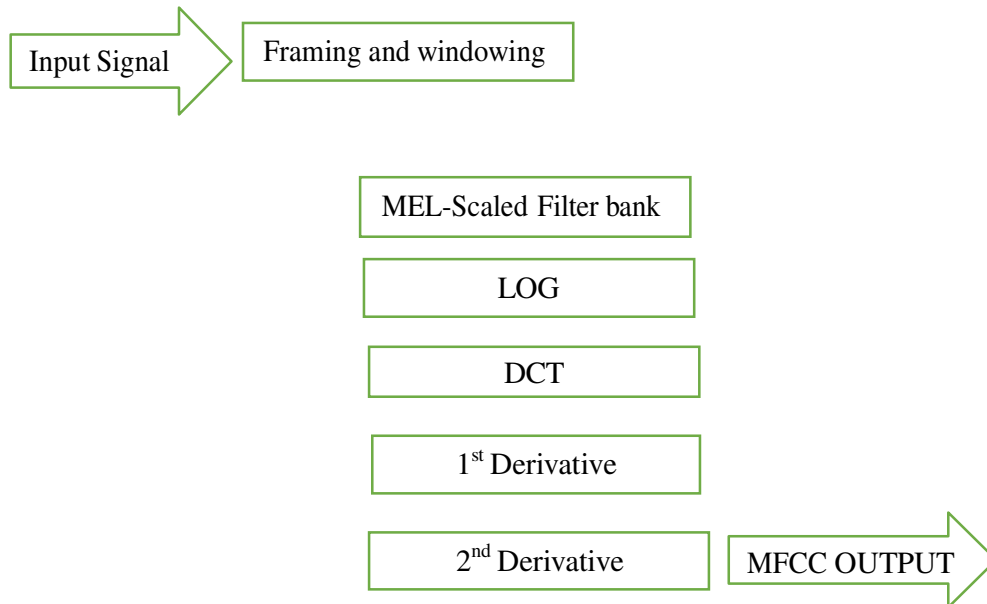 Input Signal
Framing and windowing
MEL-Scaled Filter bank
LOG
DCT
1st Derivative
2nd Derivative
MFCC OUTPUT